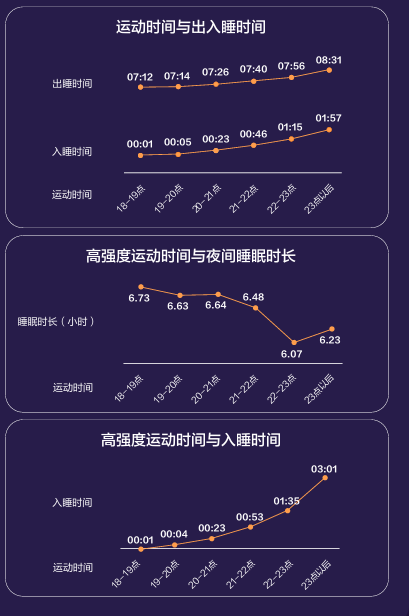 运动时间与出入睡时间
出睡时间
07:12 07:14 07:26 07:40 07:56 08:31
入睡时间
00:01 00:05 00:23 00:46 01:15 01:57
运动时间
18-19点 19-20点 20-21点 21-22点 22-23点 23点以后
高强度运动时间与夜间睡眠时长
睡眠时长（小时）
6.73 6.63 6.64 6.48 6.07 6.23
运动时间
18-19点 19-20点 20-21点 21-22点 22-23点 23点以后
高强度运动时间与入睡时间
入睡时间
00:01 00:04 00:23 00:53 01:35 03:01
运动时间
18-19点 19-20点 20-21点 21-22点 22-23点 23点以后